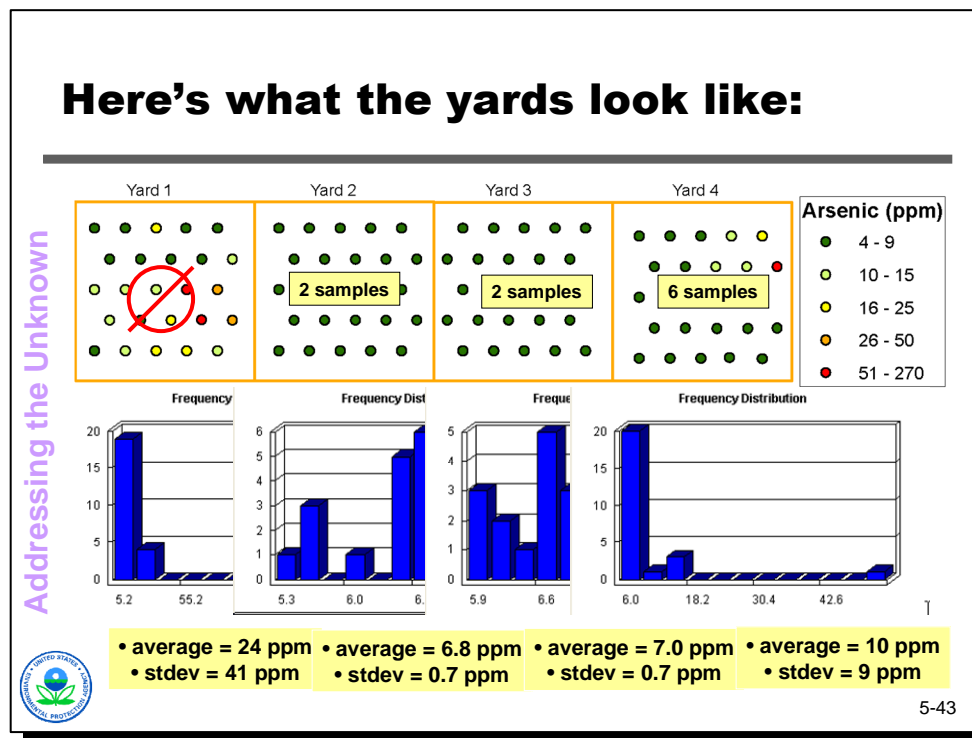 Here's what the yards look like:
Addressing the Unknown
Yard 1
Yard 2
Yard 3
Yard 4
2 samples
2 samples
6 samples
Arsenic (ppm)
4 - 9
10 - 15
16 - 25
26 - 50
51 - 270
Frequency
20
15
10
5
0
5.2 55.2
Frequency Dist
6
5
4
3
2
1
0
5.3 6.0 6.
Freque
5
4
3
2
1
0
5.9 6.6
Frequency Distribution
20
15
10
5
0
6.0 18.2 30.4 42.6
• average = 24 ppm
• stdev = 41 ppm
• average = 6.8 ppm
• stdev = 0.7 ppm
• average = 7.0 ppm
• stdev = 0.7 ppm
• average = 10 ppm
• stdev = 9 ppm
UNITED STATES
ENVIRONMENTAL PROTECTION AGENCY
5-43